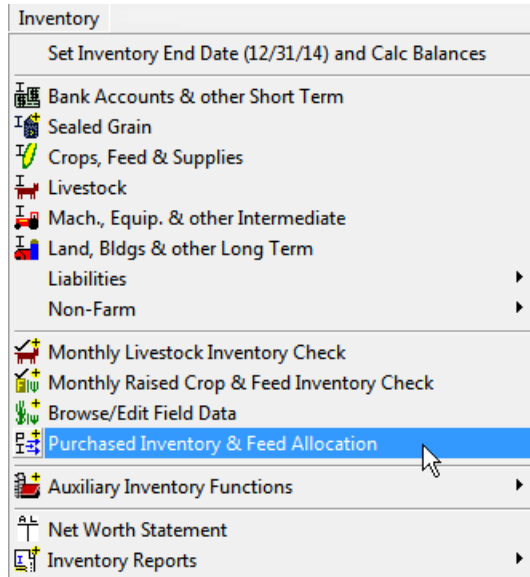 Inventory
Set Inventory End Date (12/31/14) and Calc Balances
Bank Accounts & other Short Term
Sealed Grain
Crops, Feed & Supplies
Livestock
Mach., Equip. & other Intermediate
Land, Bldgs & other Long Term
Liabilities
Non-Farm
Monthly Livestock Inventory Check
Monthly Raised Crop & Feed Inventory Check
Browse/Edit Field Data
Purchased Inventory & Feed Allocation
Auxiliary Inventory Functions
Net Worth Statement
Inventory Reports